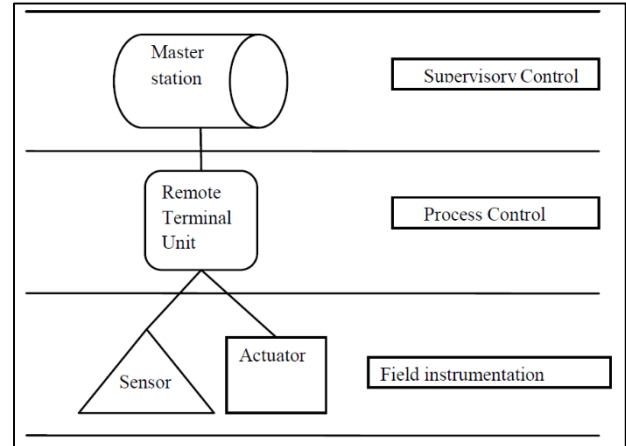 Master
station
Supervisory Control
Remote
Terminal
Unit
Process Control
Sensor
Actuator
Field instrumentation